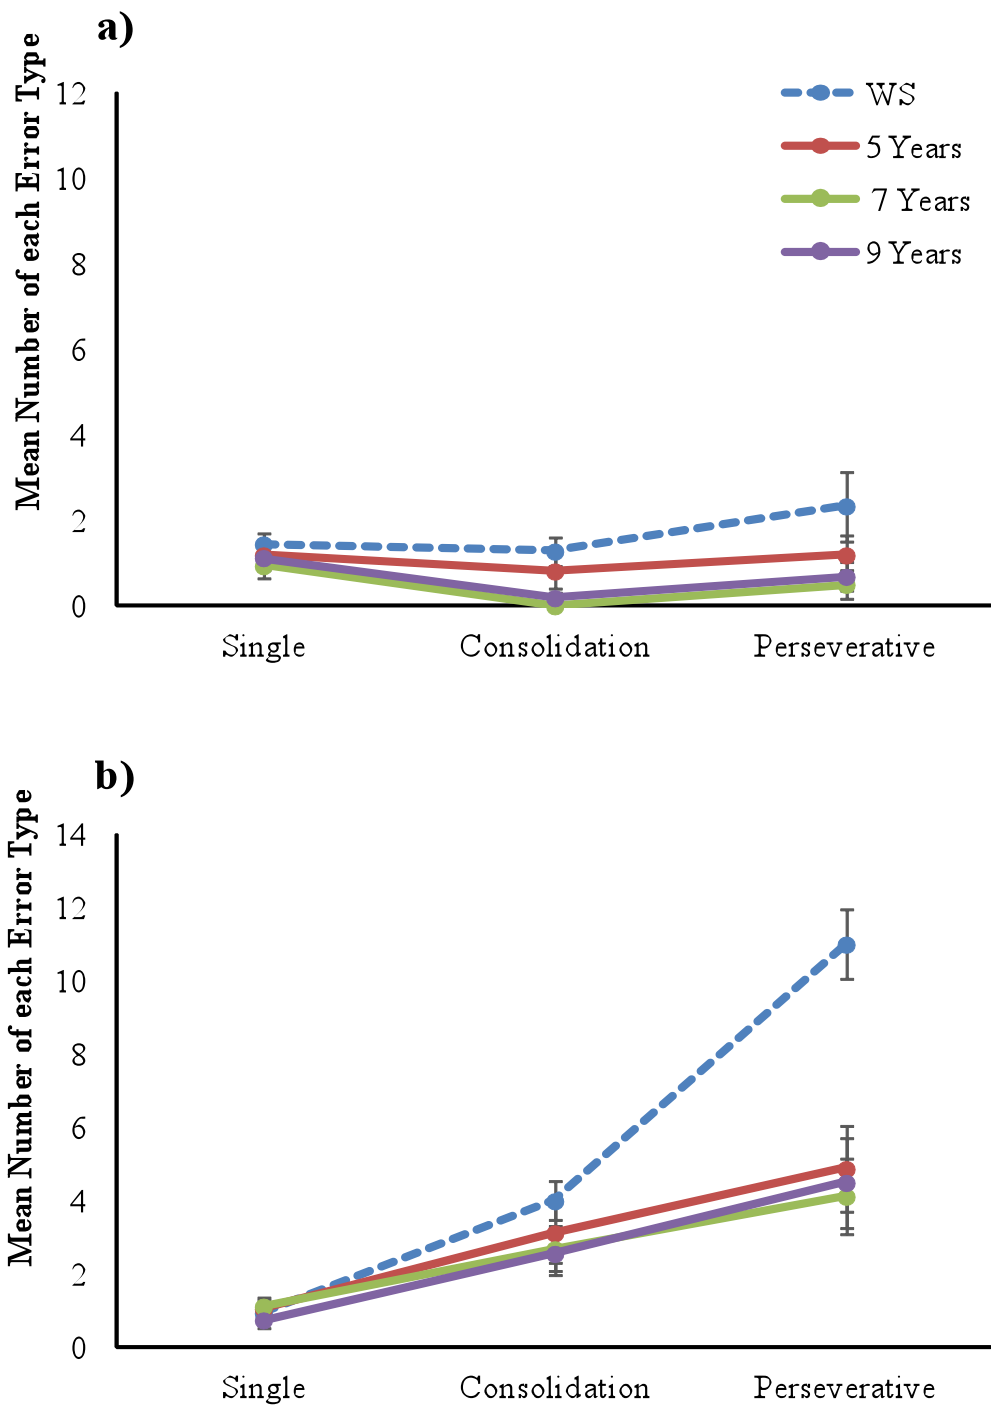 a)
Mean Number of each Error Type
12
10
8
6
4
2
0
WS
5 Years
7 Years
9 Years
Single Consolidation Perseverative
b)
Mean Number of each Error Type
14
12
10
8
6
4
2
0
Single Consolidation Perseverative